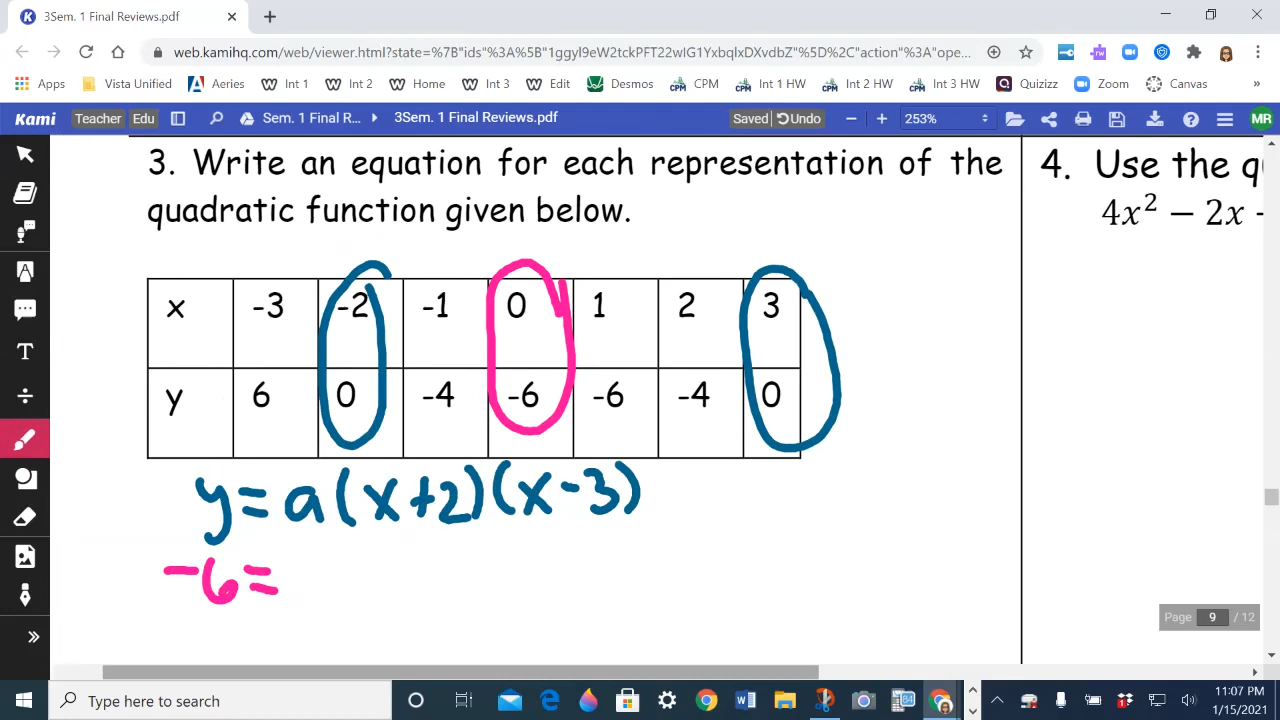 3Sem. 1 Final Reviews.pdf
web.kamihq.com/web/viewer.html?state=%7B"ids"%3A%5B"1ggyI9eW2tckPFT22wIG1YxYqlxDXvdbZ"%5D%2C"action"%3A"ope...
Apps Vista Unified Aeries Int 1 Int 2 Home Int 3 Edit Desmos CPM Int 1 HW Int 2 HW Int 3 HW Quizizz Zoom Canvas »
Kami Teacher Edu Sem. 1 Final R... 3Sem. 1 Final Reviews.pdf Saved Undo 253% MR
3. Write an equation for each representation of the
quadratic function given below.
4. Use the q
4x² − 2x -
x -3 -2 -1 0 1 2 3
y 6 0 -4 -6 -6 -4 0
y = a(x+2)(x-3)
-6=
Page 9 / 12
Type here to search
11:07 PM
1/15/2021